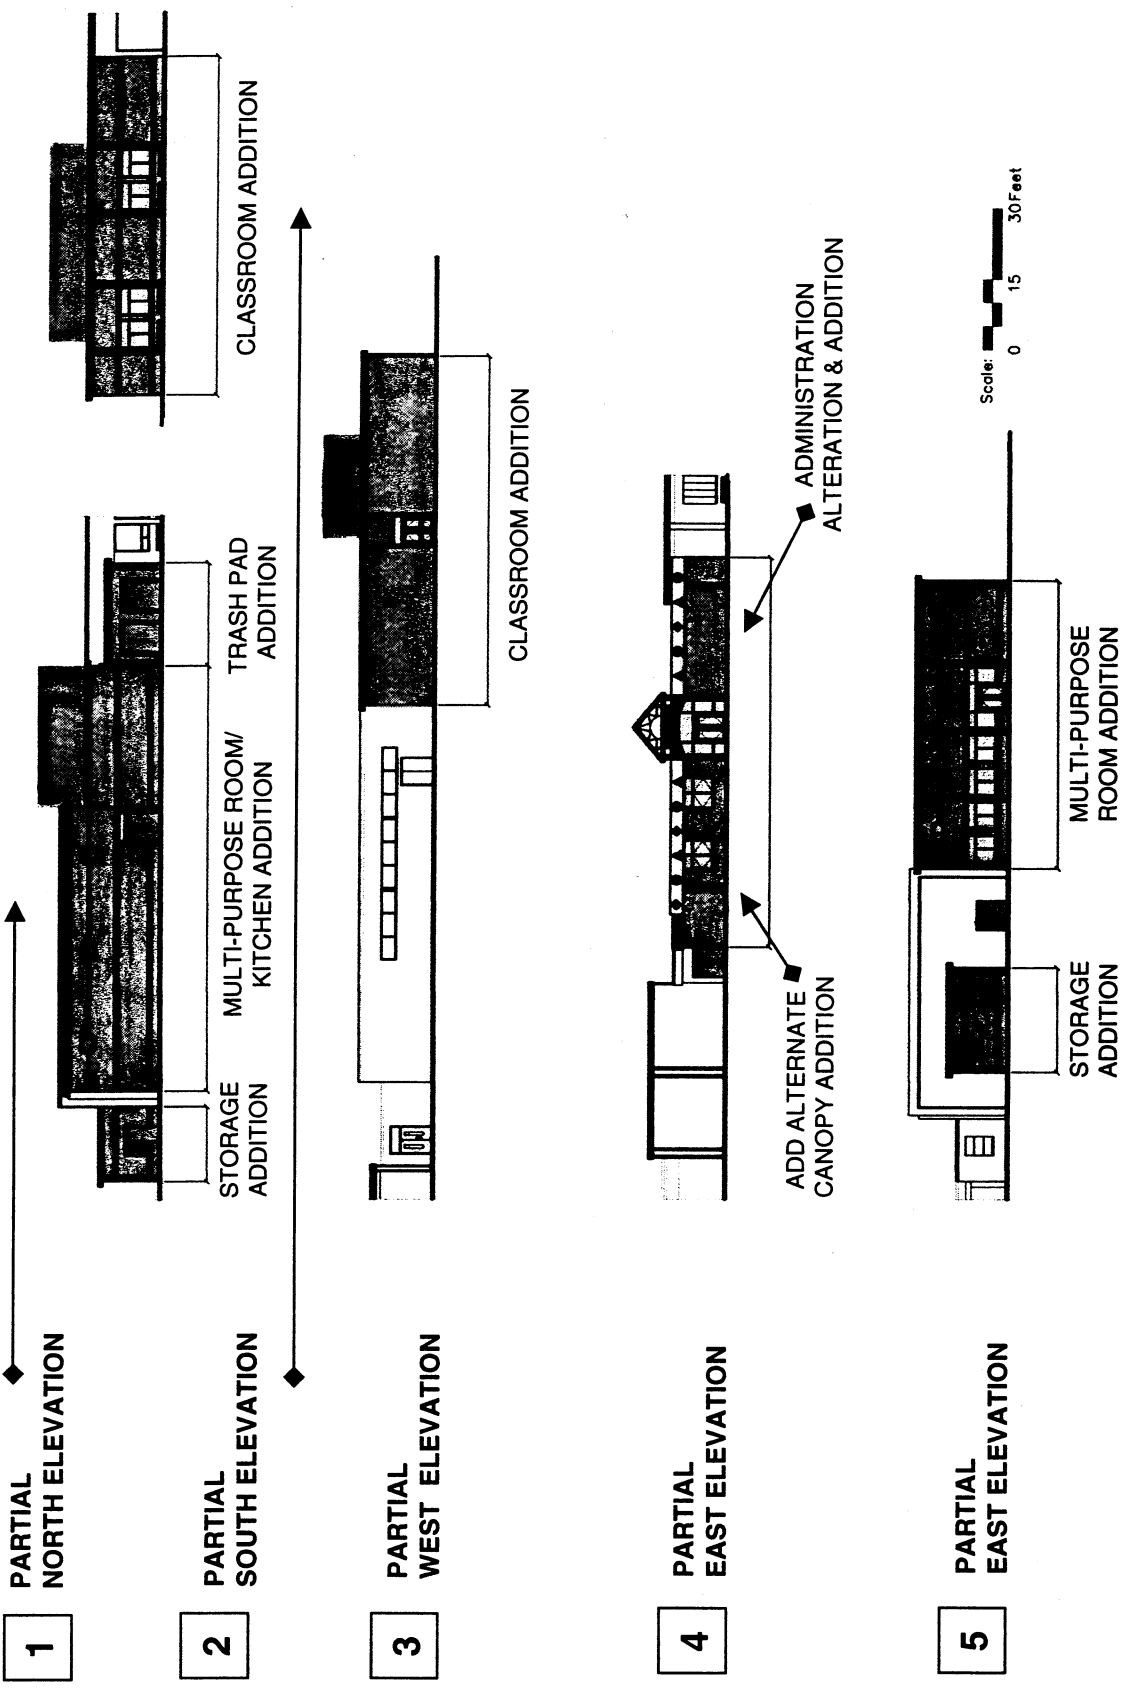 1
PARTIAL
NORTH ELEVATION
STORAGE
ADDITION
MULTI-PURPOSE ROOM/
KITCHEN ADDITION
TRASH PAD
ADDITION
2
PARTIAL
SOUTH ELEVATION
CLASSROOM ADDITION
3
PARTIAL
WEST ELEVATION
CLASSROOM ADDITION
4
PARTIAL
EAST ELEVATION
ADD ALTERNATE
CANOPY ADDITION
ADMINISTRATION
ALTERATION & ADDITION
5
PARTIAL
EAST ELEVATION
STORAGE
ADDITION
MULTI-PURPOSE
ROOM ADDITION
Scale:
0 15 30 Feet